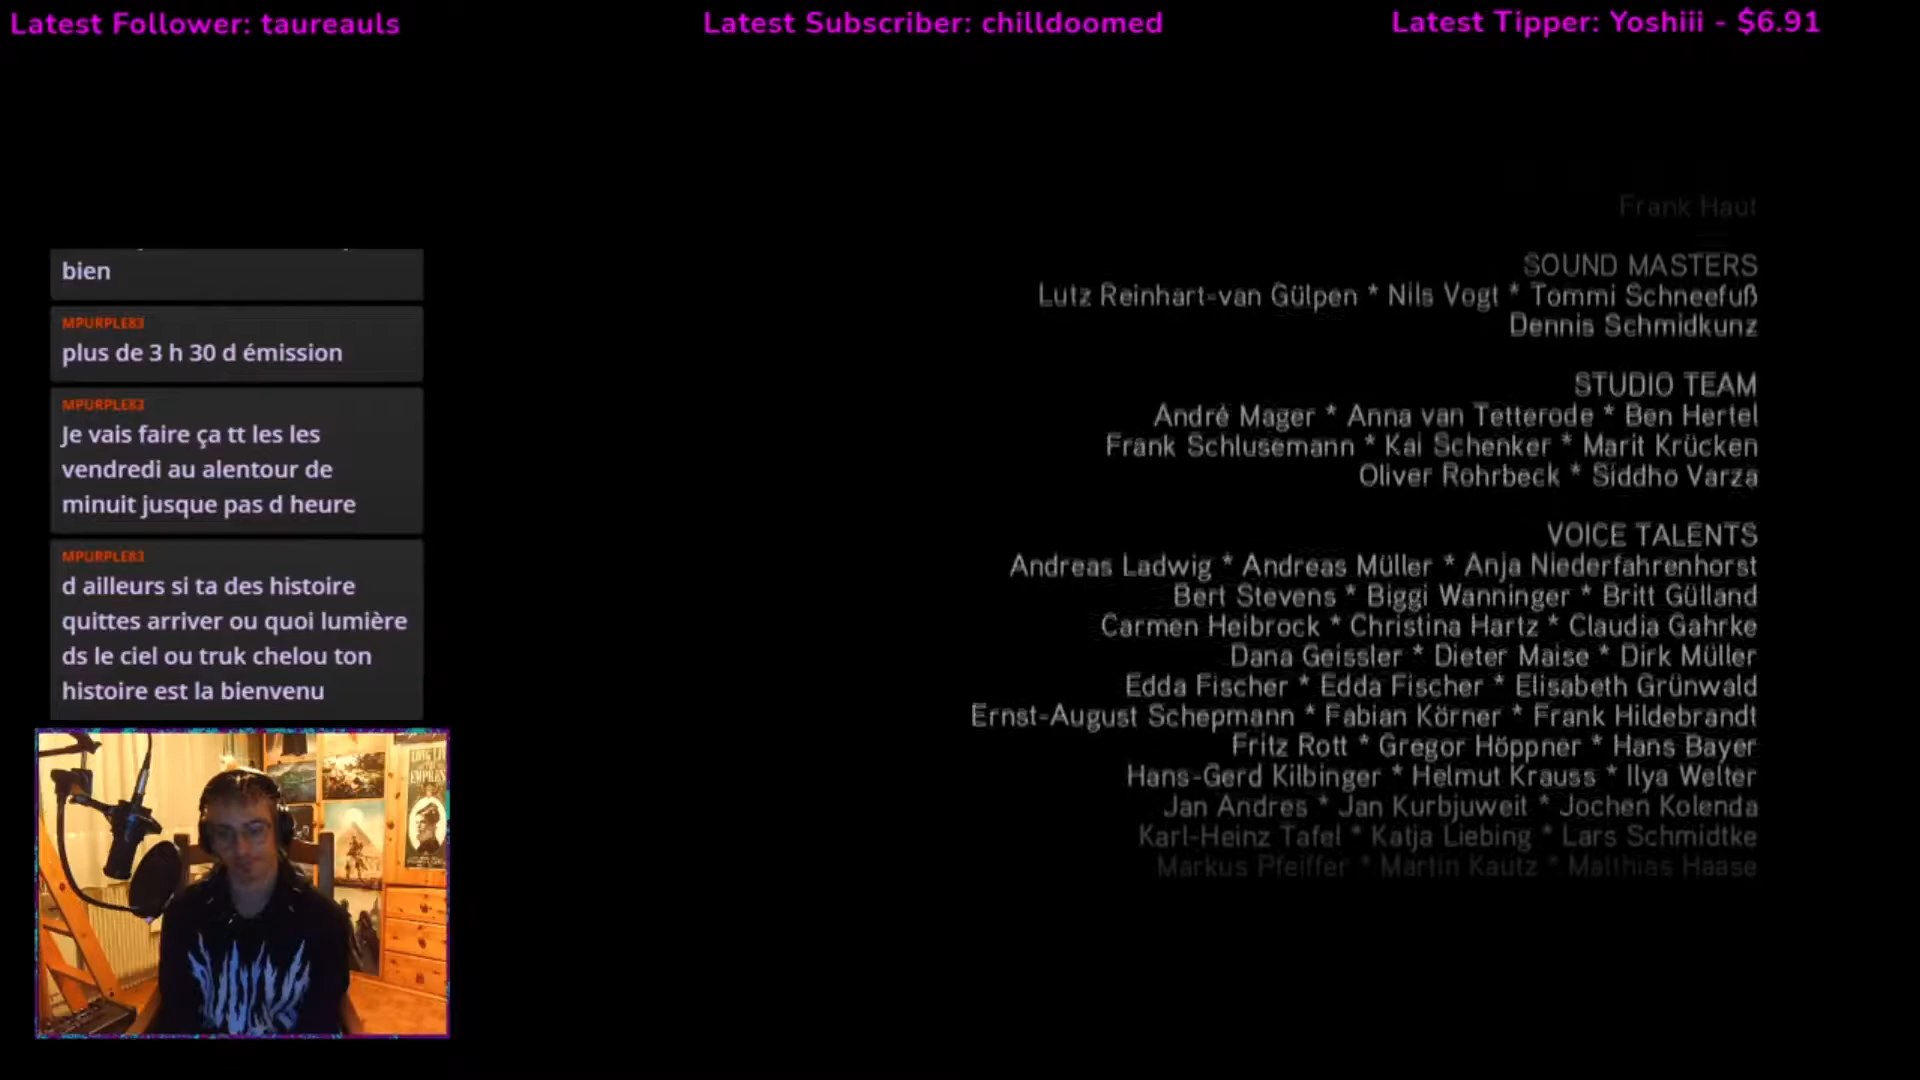 Latest Follower: taureauls
Latest Subscriber: chilldoomed
Latest Tipper: Yoshiii - $6.91
bien
MPURPLE83
plus de 3 h 30 d émission
MPURPLE83
Je vais faire ça tt les les
vendredi au alentour de
minuit jusque pas d heure
MPURPLE83
d ailleurs si ta des histoire
quittes arriver ou quoi lumière
ds le ciel ou truk chelou ton
histoire est la bienvenu
Frank Haut
SOUND MASTERS
Lutz Reinhart-van Gülpen * Nils Vogt * Tommi Schneefuß
Dennis Schmidkunz
STUDIO TEAM
André Mager * Anna van Tetterode * Ben Hertel
Frank Schlusemann * Kai Schenker * Marit Krücken
Oliver Rohrbeck * Siddho Varza
VOICE TALENTS
Andreas Ladwig * Andreas Müller * Anja Niederfahrenhorst
Bert Stevens * Biggi Wanninger * Britt Gülland
Carmen Heibrock * Christina Hartz * Claudia Gahrke
Dana Geissler * Dieter Maise * Dirk Müller
Edda Fischer * Edda Fischer * Elisabeth Grünwald
Ernst-August Schepmann * Fabian Körner * Frank Hildebrandt
Fritz Rott * Gregor Höppner * Hans Bayer
Hans-Gerd Kilbinger * Helmut Krauss * Ilya Welter
Jan Andres * Jan Kurbjuweit * Jochen Kolenda
Karl-Heinz Tafel * Katja Liebing * Lars Schmidtke
Markus Pfeiffer * Martin Kautz * Matthias Haase